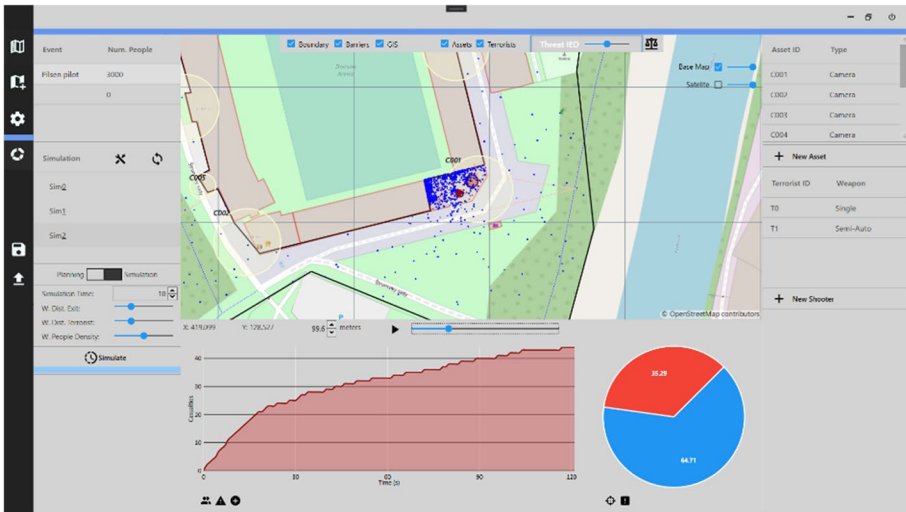 Event Num. People
Pilsen pilot 3000
0
Simulation
Sim0
Sim1
Sim2
Planning Simulation
Simulation Time: 10
W. Dist. Exit:
W. Dist. Terrorist:
W. People Density:
Simulate
Boundary Barriers GIS Assets Terrorists Threat IED
Base Map
Satelite
C001
C003
C002
P
© OpenStreetMap contributors
X: 419,099 Y: 128,527 99.6 meters
Casualties
40
30
20
10
0
0 30 60 90 120
Time (s)
35.29
64.71
Asset ID Type
C001 Camera
C002 Camera
C003 Camera
C004 Camera
+ New Asset
Terrorist ID Weapon
T0 Single
T1 Semi-Auto
+ New Shooter